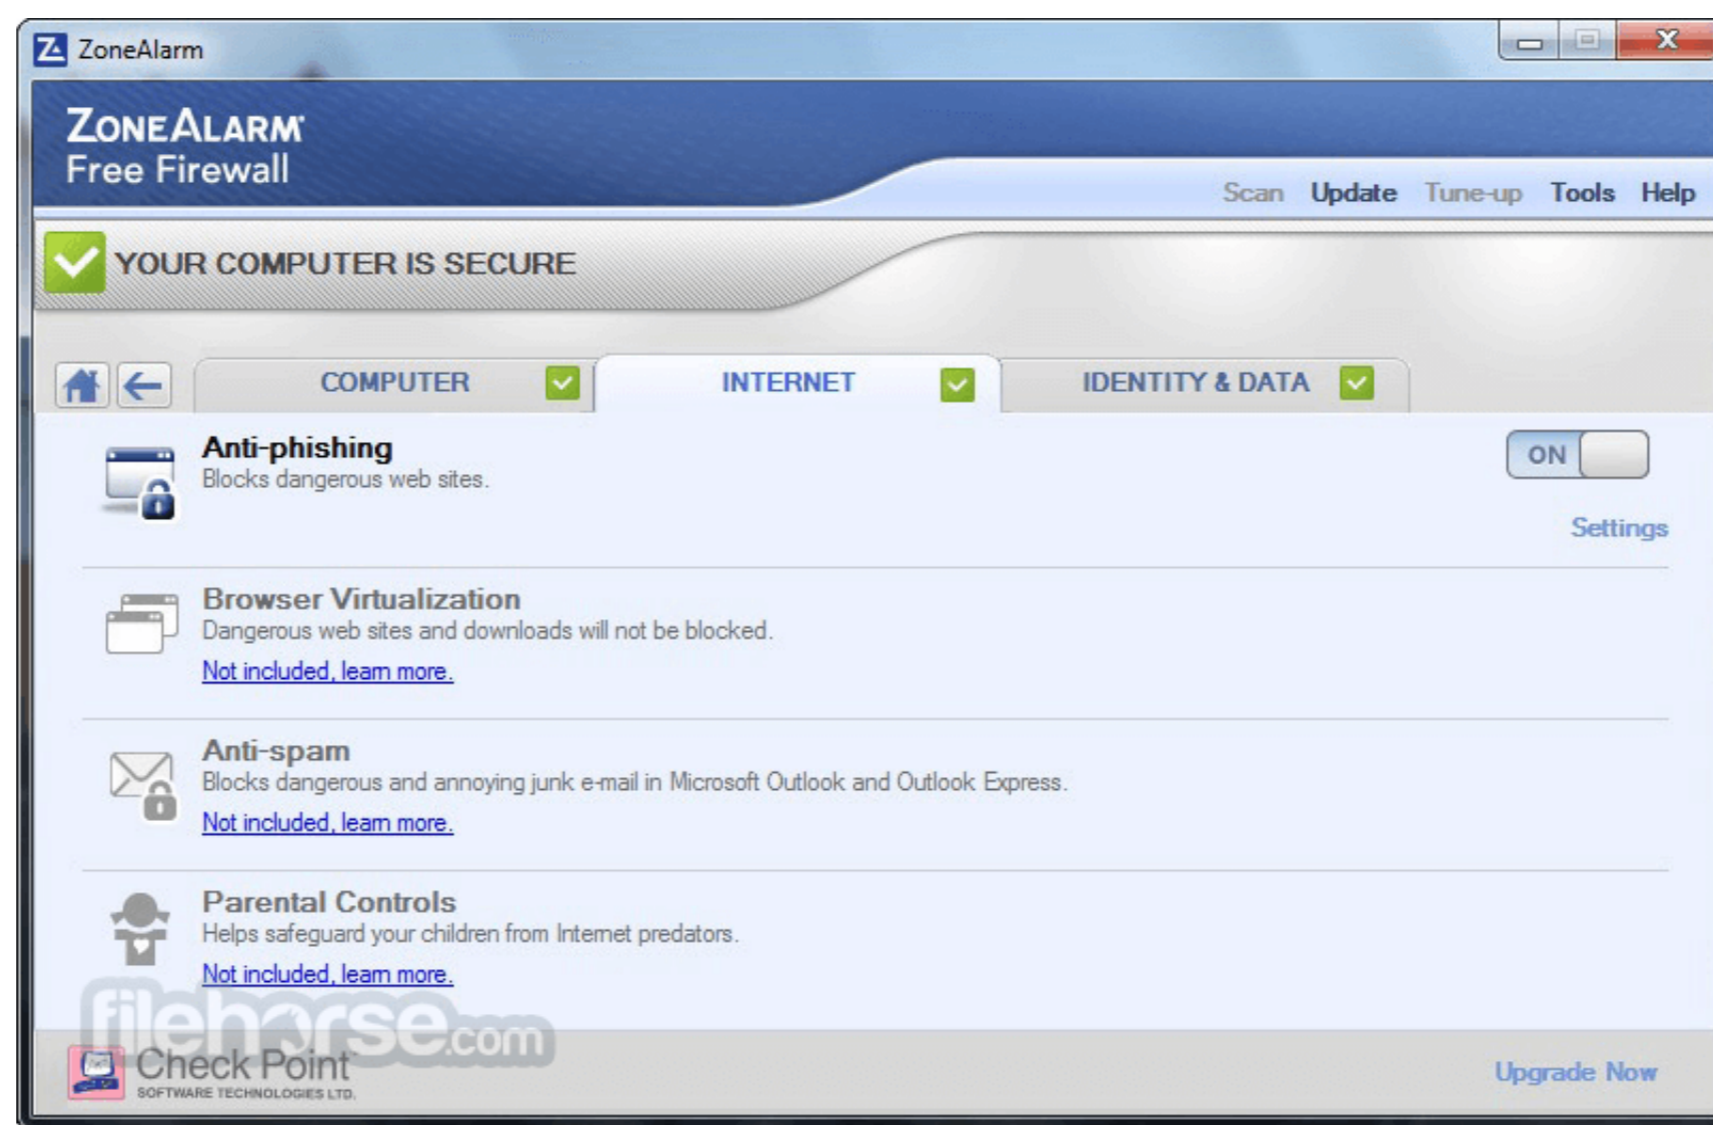 ZoneAlarm
ZONEALARM
Free Firewall
Scan Update Tune-up Tools Help
YOUR COMPUTER IS SECURE
COMPUTER INTERNET IDENTITY & DATA
Anti-phishing
Blocks dangerous web sites.
ON
Settings
Browser Virtualization
Dangerous web sites and downloads will not be blocked.
Not included, learn more.
Anti-spam
Blocks dangerous and annoying junk e-mail in Microsoft Outlook and Outlook Express.
Not included, learn more.
Parental Controls
Helps safeguard your children from Internet predators.
Not included, learn more.
filehorse.com
Check Point
SOFTWARE TECHNOLOGIES LTD.
Upgrade Now